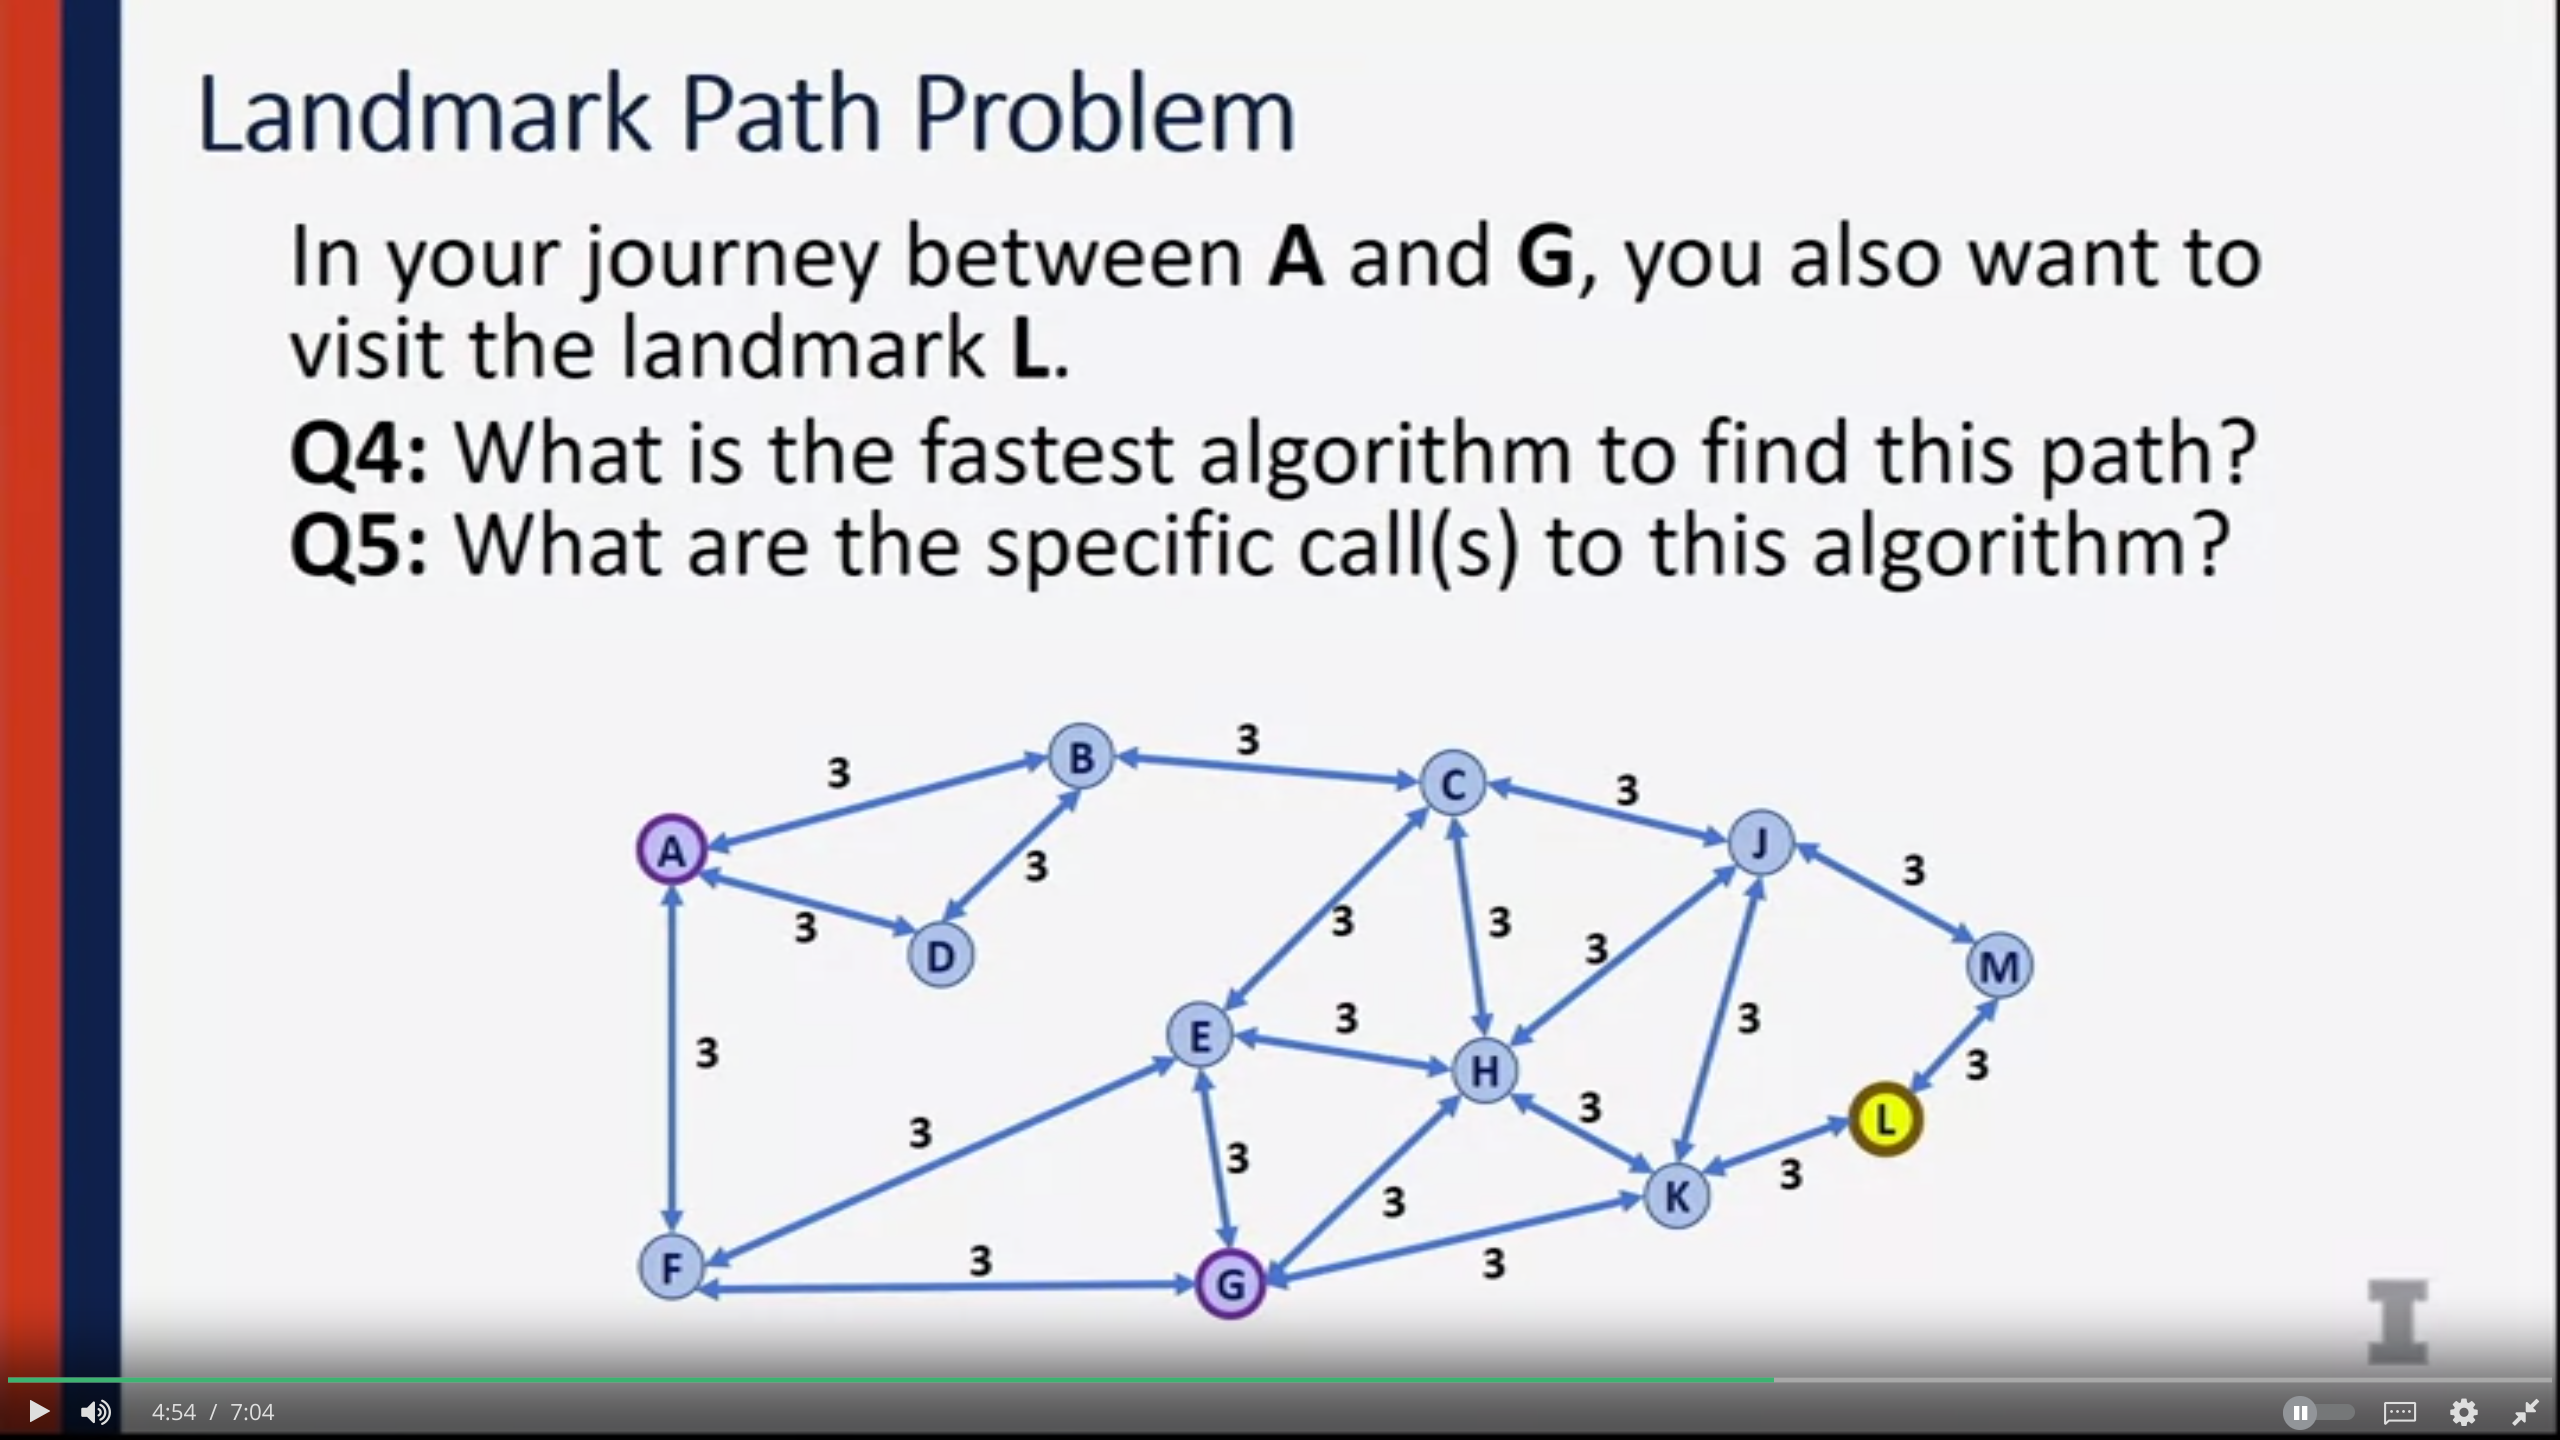 Landmark Path Problem
In your journey between A and G, you also want to
visit the landmark L.
Q4: What is the fastest algorithm to find this path?
Q5: What are the specific call(s) to this algorithm?
3
B
3
C
3
J
3
A
3
3
D
3
3
3
M
E
3
H
3
3
3
3
3
3
L
3
3
K
F
3
G
3
I
4:54 / 7:04